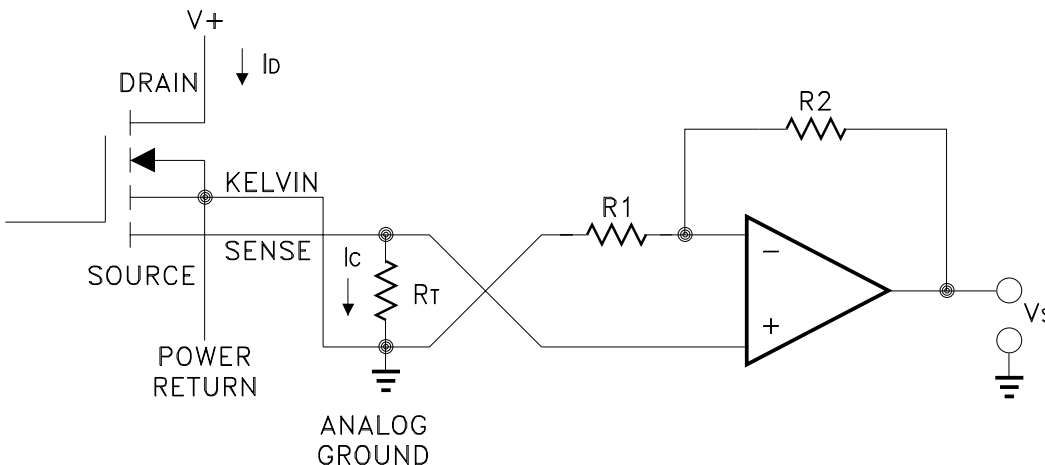 V+
ID
DRAIN
R2
KELVIN
R1
SENSE
SOURCE
IC
RT
−
+
POWER
RETURN
ANALOG
GROUND